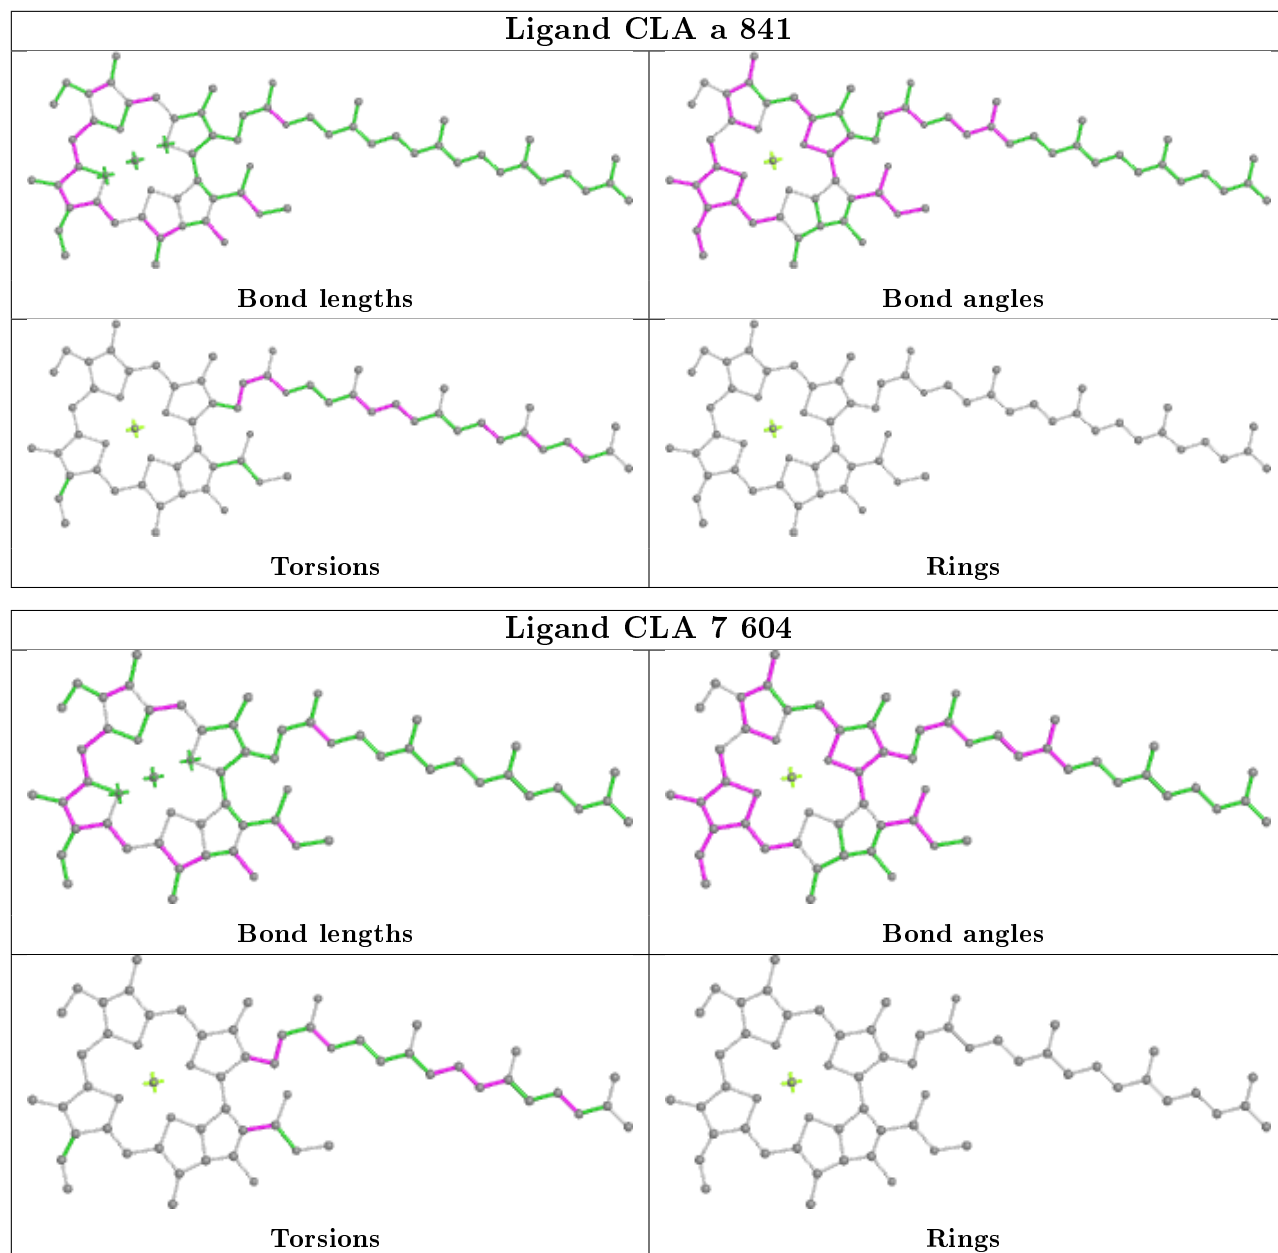 Ligand CLA a 841
Bond lengths
Bond angles
Torsions
Rings
Ligand CLA 7 604
Bond lengths
Bond angles
Torsions
Rings